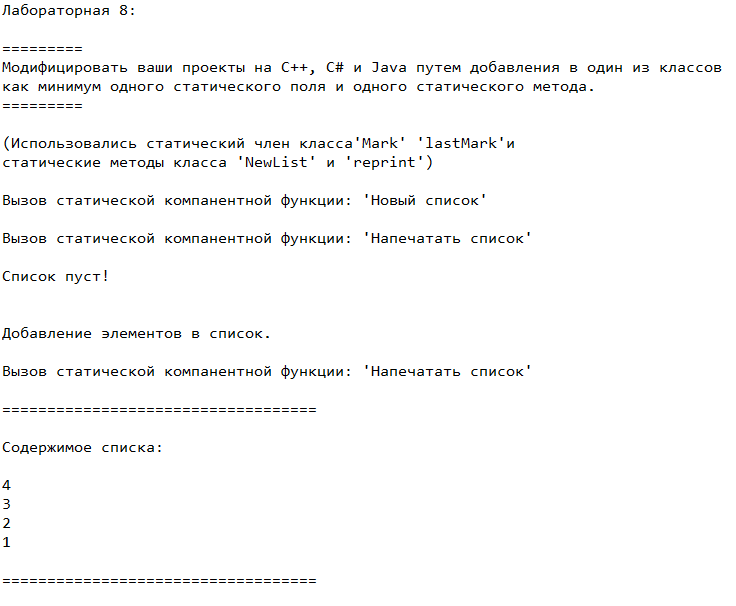 Лабораторная 8:
=========
Модифицировать ваши проекты на C++, C# и Java путем добавления в один из классов
как минимум одного статического поля и одного статического метода.
=========
(Использовались статический член класса'Mark' 'lastMark'и
статические методы класса 'NewList' и 'reprint')
Вызов статической компанентной функции: 'Новый список'
Вызов статической компанентной функции: 'Напечатать список'
Список пуст!
Добавление элементов в список.
Вызов статической компанентной функции: 'Напечатать список'
===================================
Содержимое списка:
4
3
2
1
===================================